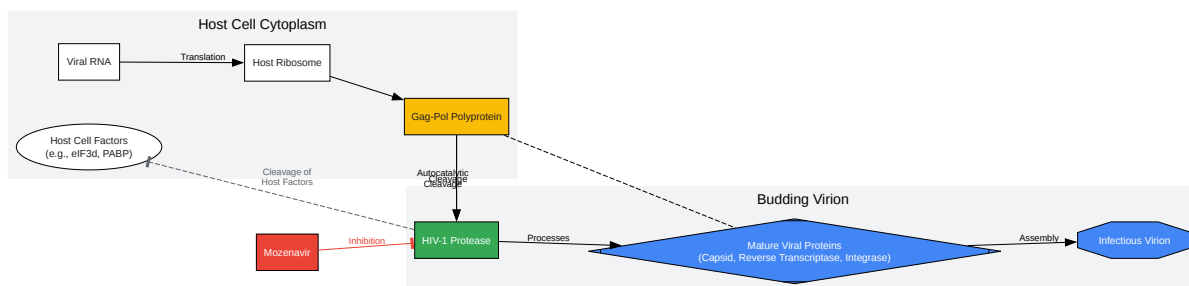 Host Cell Cytoplasm
Viral RNA
Translation
Host Ribosome
Gag-Pol Polyprotein
Host Cell Factors
(e.g., eIF3d, PABP)
Cleavage of
Host Factors
Autocatalytic
Cleavage
Cleavage
Budding Virion
Mozenavir
Inhibition
HIV-1 Protease
Processes
Mature Viral Proteins
(Capsid, Reverse Transcriptase, Integrase)
Assembly
Infectious Virion